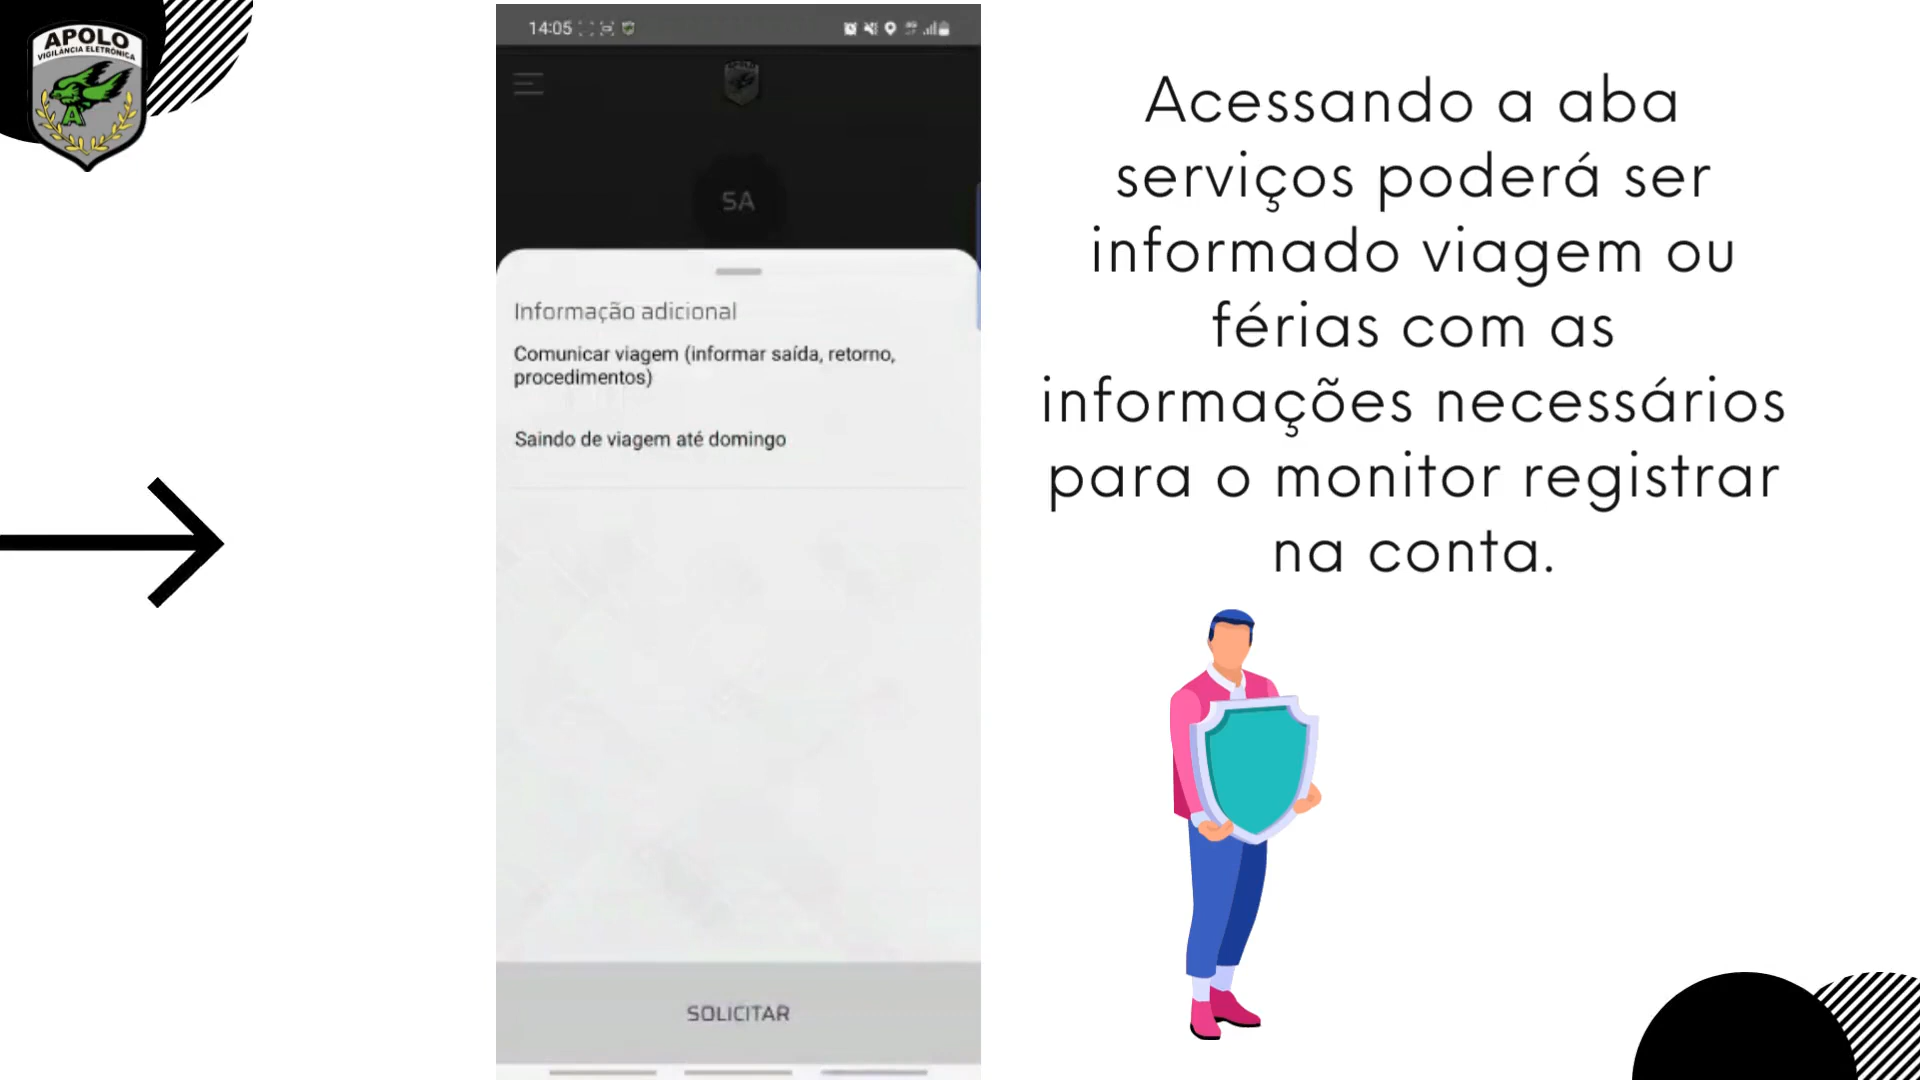 APOLO
VIGILÂNCIA ELETRÔNICA
A
14:05
APOLO
SA
Informação adicional
Comunicar viagem (informar saída, retorno,
procedimentos)
Saindo de viagem até domingo
SOLICITAR
Acessando a aba
serviços poderá ser
informado viagem ou
férias com as
informações necessários
para o monitor registrar
na conta.